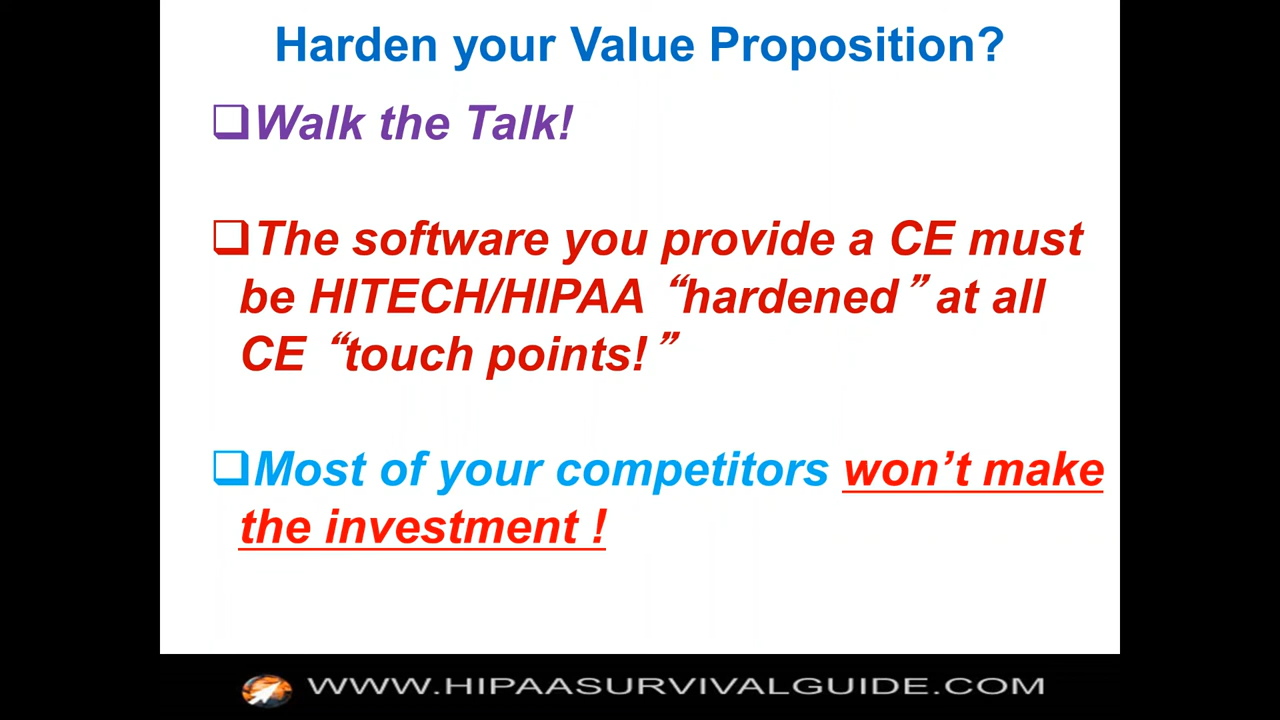 Harden your Value Proposition?
Walk the Talk!
The software you provide a CE must
be HITECH/HIPAA “hardened” at all
CE “touch points!”
Most of your competitors won’t make
the investment !
WWW.HIPAASURVIVALGUIDE.COM